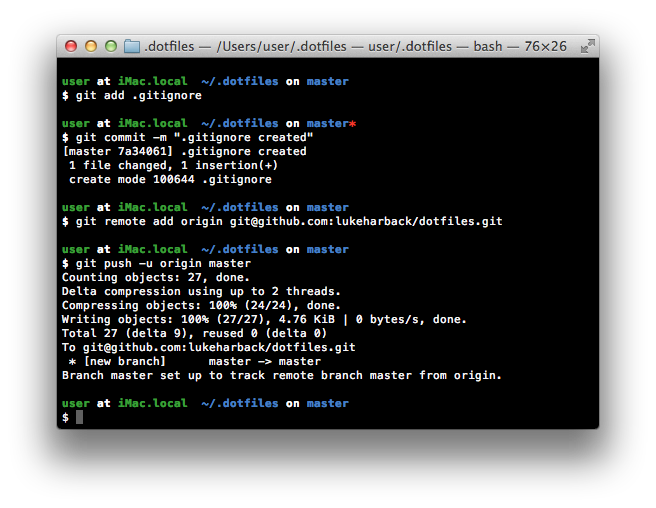 .dotfiles — /Users/user/.dotfiles — user/.dotfiles — bash — 76×26
user at iMac.local  ~/.dotfiles on master
$ git add .gitignore
user at iMac.local  ~/.dotfiles on master*
$ git commit -m ".gitignore created"
[master 7a34061] .gitignore created
 1 file changed, 1 insertion(+)
 create mode 100644 .gitignore
user at iMac.local  ~/.dotfiles on master
$ git remote add origin git@github.com:lukeharback/dotfiles.git
user at iMac.local  ~/.dotfiles on master
$ git push -u origin master
Counting objects: 27, done.
Delta compression using up to 2 threads.
Compressing objects: 100% (24/24), done.
Writing objects: 100% (27/27), 4.76 KiB | 0 bytes/s, done.
Total 27 (delta 9), reused 0 (delta 0)
To git@github.com:lukeharback/dotfiles.git
 * [new branch]      master -> master
Branch master set up to track remote branch master from origin.
user at iMac.local  ~/.dotfiles on master
$